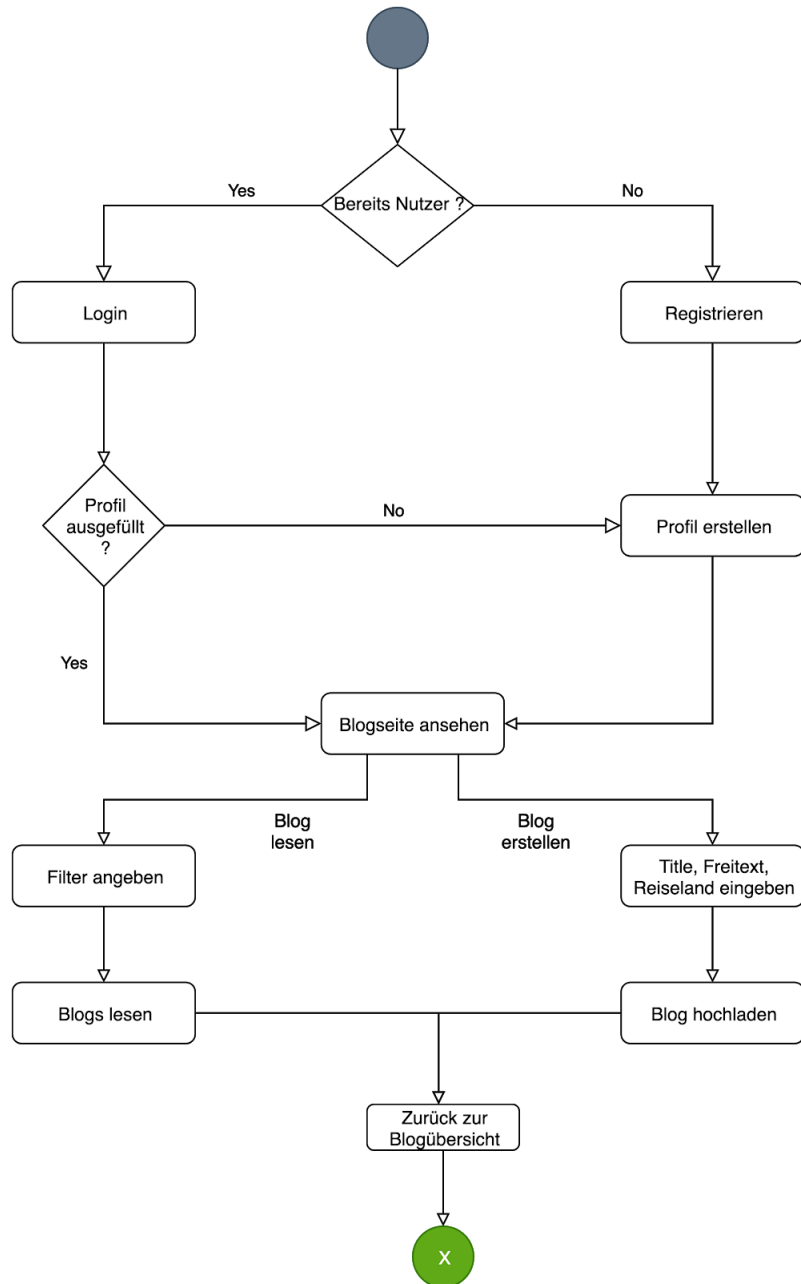 Yes
Bereits Nutzer ?
No
Login
Registrieren
Profil
ausgefüllt
?
No
Profil erstellen
Yes
Blogseite ansehen
Blog
lesen
Blog
erstellen
Filter angeben
Title, Freitext,
Reiseland eingeben
Blogs lesen
Blog hochladen
Zurück zur
Blogübersicht
X